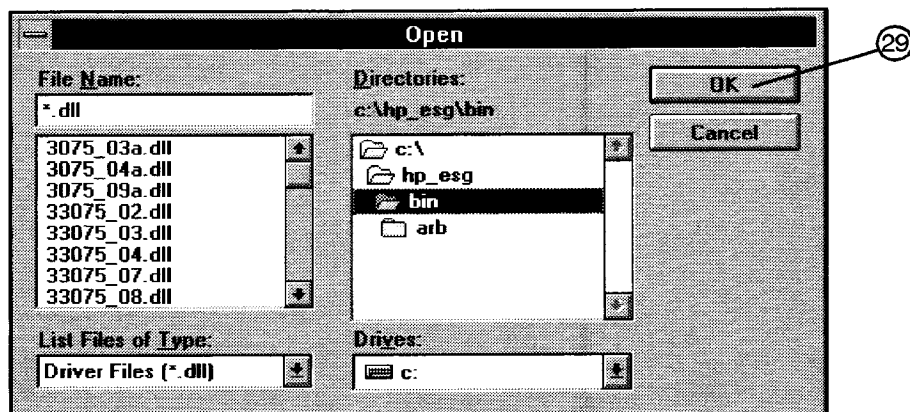 Open
File Name:
*.dll
3075_03a.dll
3075_04a.dll
3075_09a.dll
33075_02.dll
33075_03.dll
33075_04.dll
33075_07.dll
33075_08.dll
List Files of Type:
Driver Files (*.dll)
Directories:
c:\hp_esg\bin
c:\
hp_esg
bin
arb
Drives:
c:
OK
Cancel
29